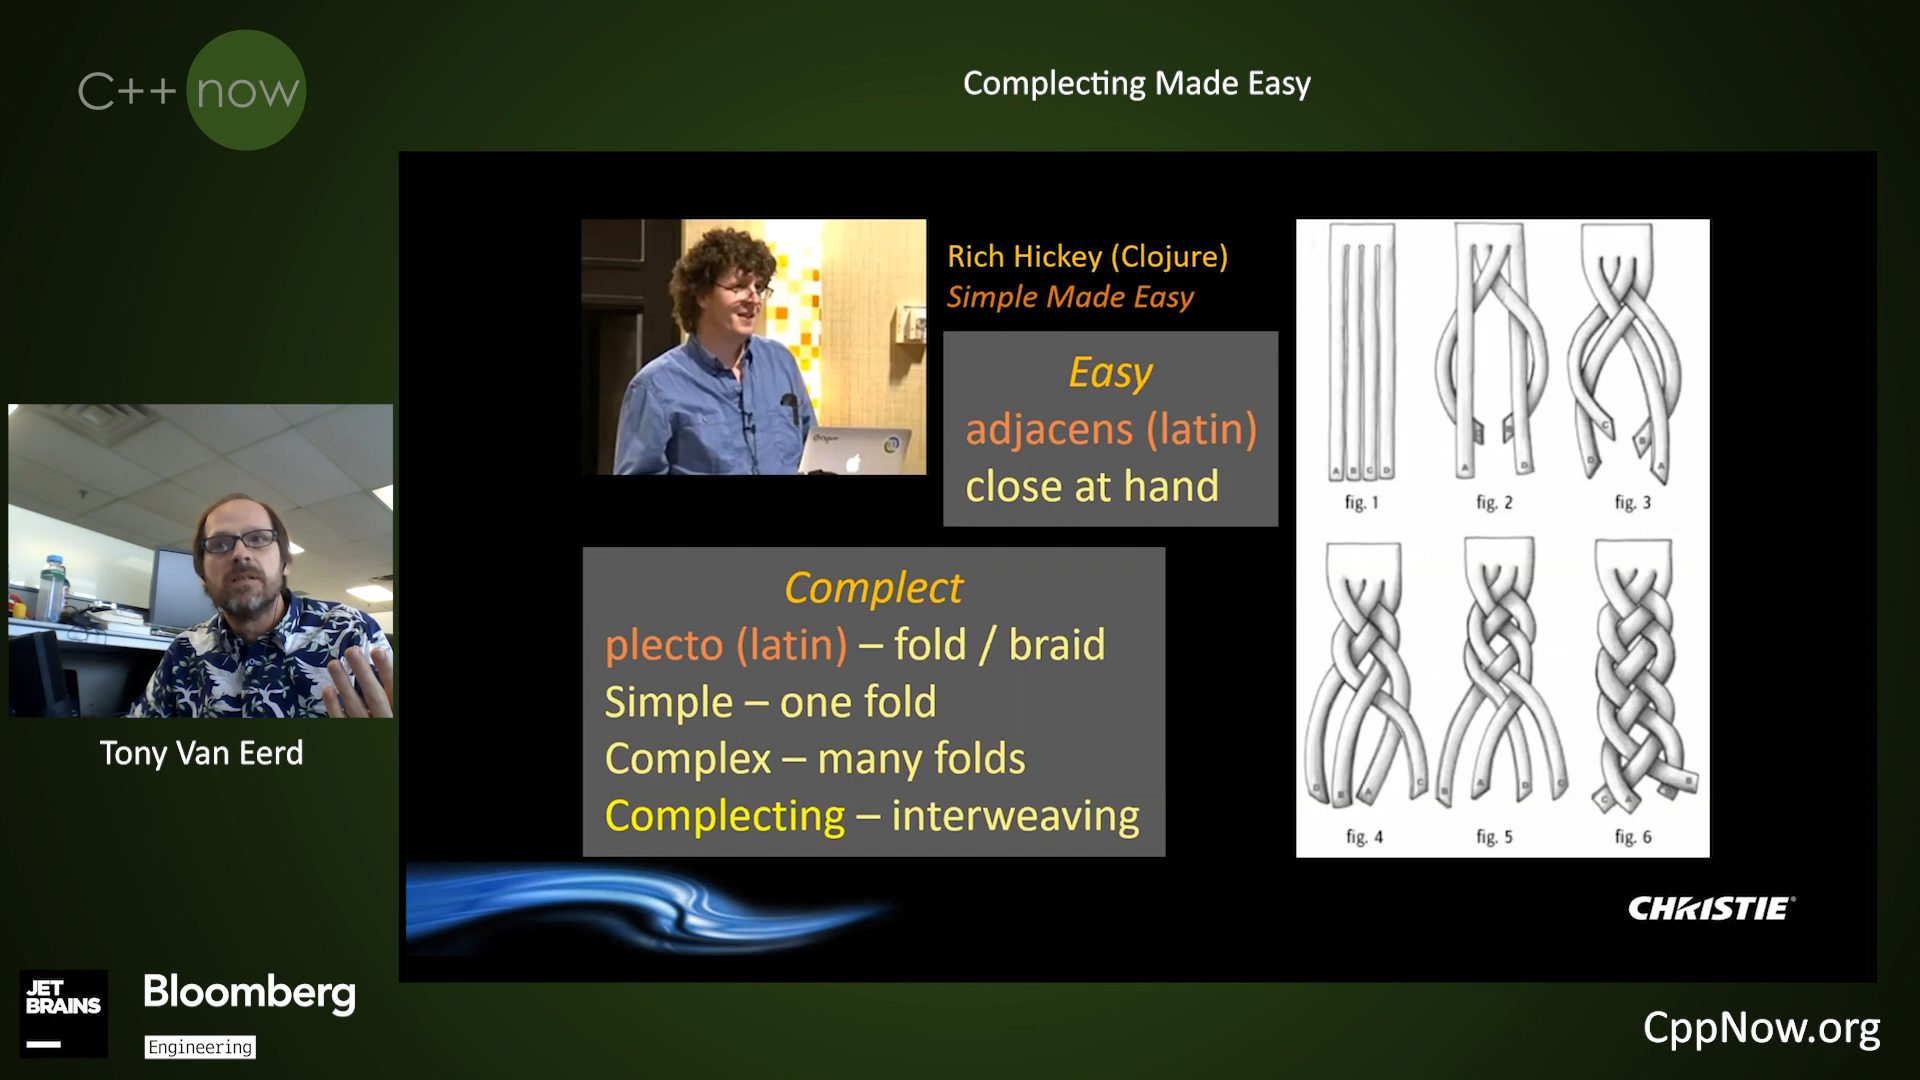 C++ now
Complecting Made Easy
Rich Hickey (Clojure)
Simple Made Easy
Easy
adjacens (latin)
close at hand
Complect
plecto (latin) – fold / braid
Simple – one fold
Complex – many folds
Complecting – interweaving
A B C D
fig. 1
A D
fig. 2
D C B A
fig. 3
D B A C
fig. 4
fig. 5
C A B
fig. 6
Tony Van Eerd
CHRISTIE
JET
BRAINS
Bloomberg
Engineering
CppNow.org